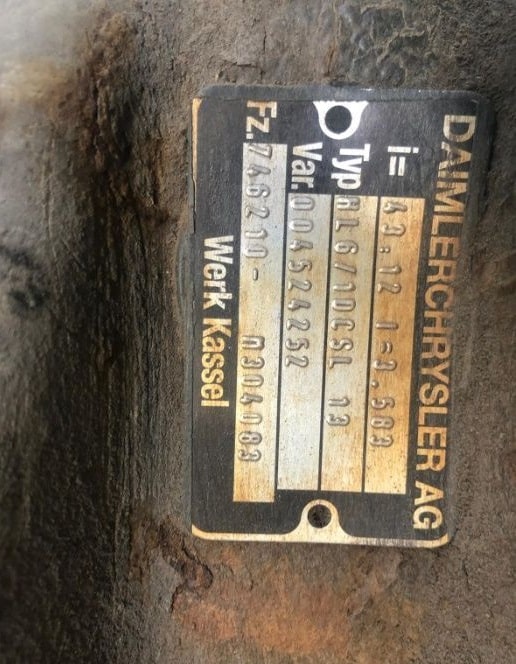 DAIMLERCHRYSLER AG
i= 43:12 I=3.583
Typ HL6/1DCSL 13
Var. 004524252
Fz. 746210- 0304083
Werk Kassel